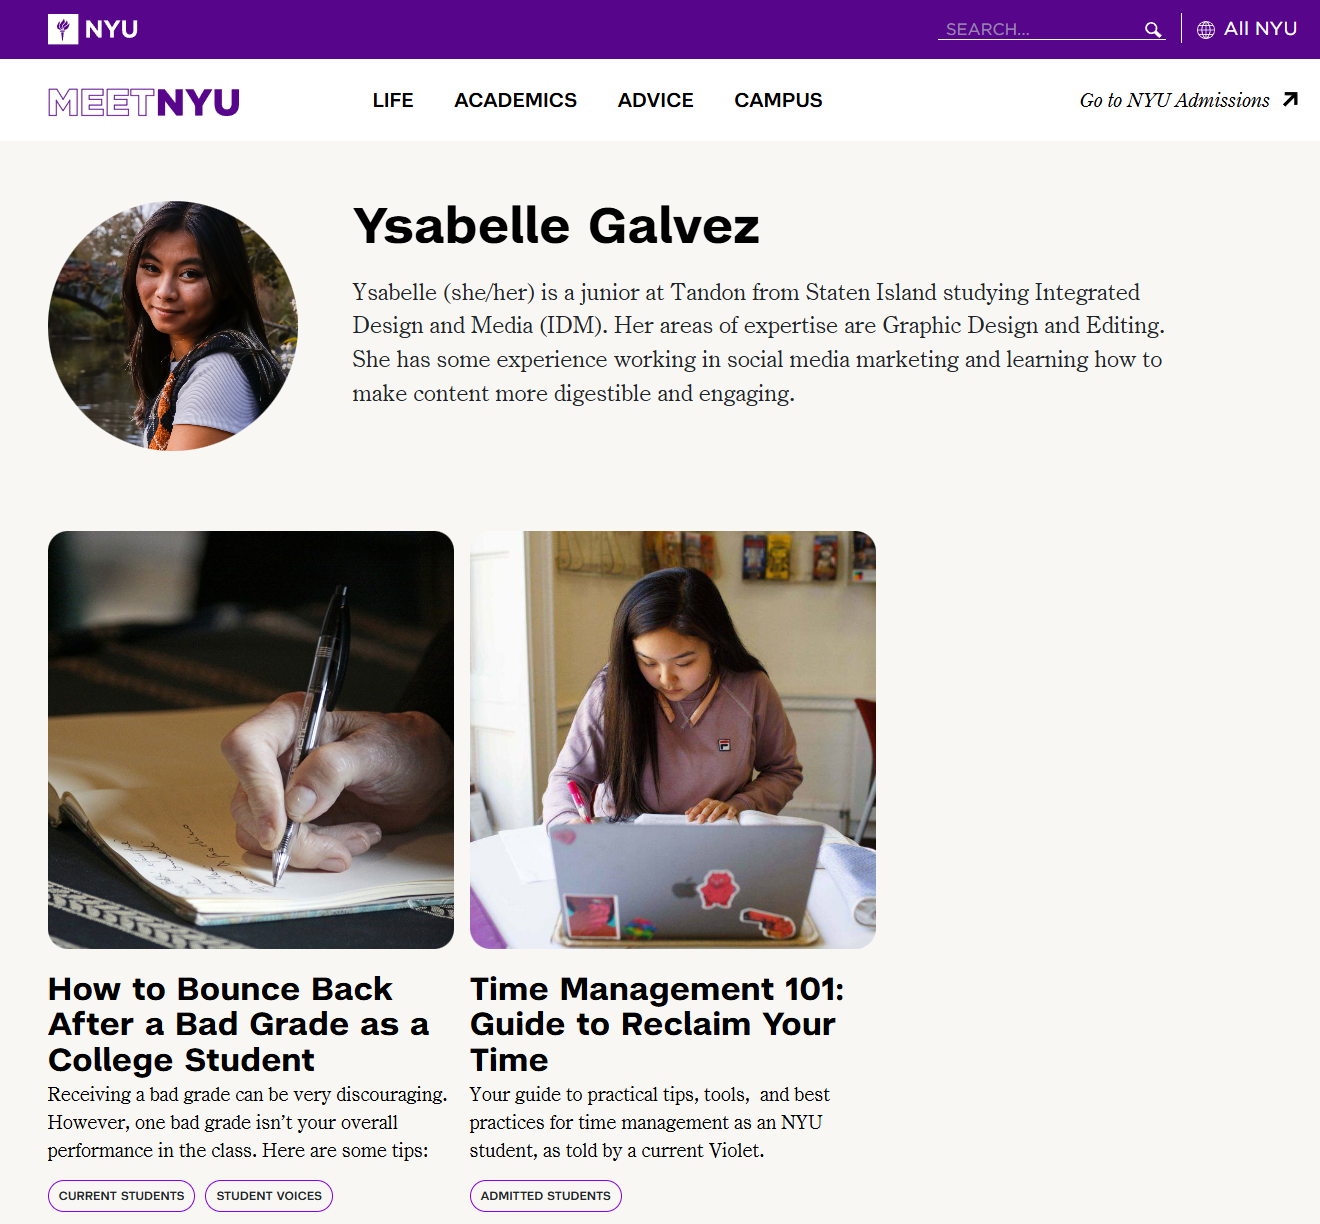 NYU
SEARCH...
All NYU
MEETNYU
LIFE
ACADEMICS
ADVICE
CAMPUS
Go to NYU Admissions
Ysabelle Galvez
Ysabelle (she/her) is a junior at Tandon from Staten Island studying Integrated
Design and Media (IDM). Her areas of expertise are Graphic Design and Editing.
She has some experience working in social media marketing and learning how to
make content more digestible and engaging.
How to Bounce Back
After a Bad Grade as a
College Student
Receiving a bad grade can be very discouraging.
However, one bad grade isn’t your overall
performance in the class. Here are some tips:
CURRENT STUDENTS
STUDENT VOICES
Time Management 101:
Guide to Reclaim Your
Time
Your guide to practical tips, tools,  and best
practices for time management as an NYU
student, as told by a current Violet.
ADMITTED STUDENTS